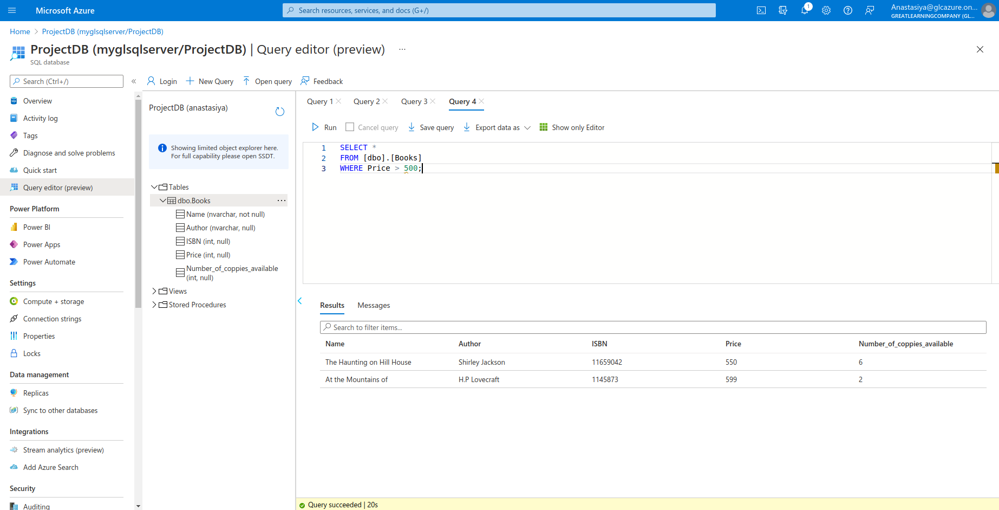 Microsoft Azure
Search resources, services, and docs (G+/)
1
Anastasiya@glcazure.on...
GREATLEARNINGCOMPANY (GL...
Home > ProjectDB (myglsqlserver/ProjectDB)
ProjectDB (myglsqlserver/ProjectDB) | Query editor (preview) ...
SQL database
Search (Ctrl+/)
«
Login
New Query
Open query
Feedback
Overview
Activity log
Tags
Diagnose and solve problems
Quick start
Query editor (preview)
Power Platform
Power BI
Power Apps
Power Automate
Settings
Compute + storage
Connection strings
Properties
Locks
Data management
Replicas
Sync to other databases
Integrations
Stream analytics (preview)
Add Azure Search
Security
Auditing
ProjectDB (anastasiya)
Showing limited object explorer here.
For full capability please open SSDT.
Tables
dbo.Books ...
Name (nvarchar, not null)
Author (nvarchar, null)
ISBN (int, null)
Price (int, null)
Number_of_coppies_available
(int, null)
Views
Stored Procedures
Query 1 Query 2 Query 3 Query 4
Run Cancel query Save query Export data as Show only Editor
1 SELECT *
2 FROM [dbo].[Books]
3 WHERE Price > 500;
Results Messages
Search to filter items...
Name Author ISBN Price Number_of_coppies_available
The Haunting on Hill House Shirley Jackson 11659042 550 6
At the Mountains of H.P Lovecraft 1145873 599 2
Query succeeded | 20s